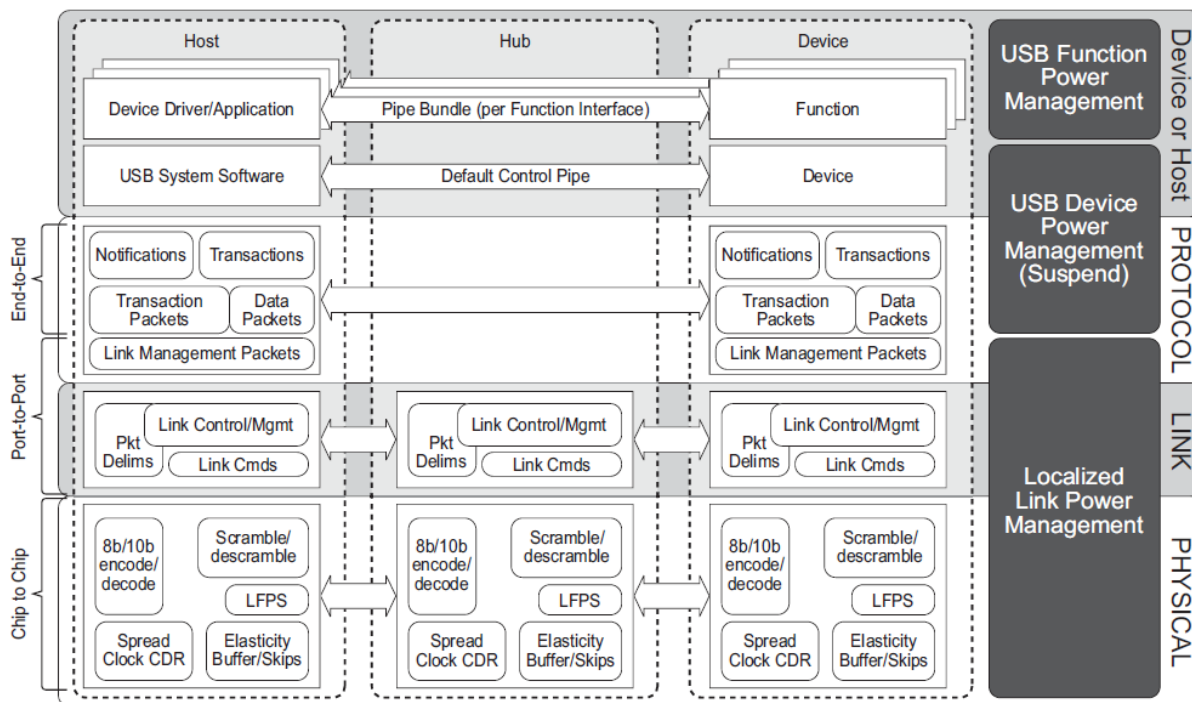 Host
Hub
Device
USB Function
Power
Management
Device or Host
Device Driver/Application
Pipe Bundle (per Function Interface)
Function
USB System Software
Default Control Pipe
Device
USB Device
Power
Management
(Suspend)
End-to-End
Notifications
Transactions
Transaction
Packets
Data
Packets
Link Management Packets
Notifications
Transactions
Transaction
Packets
Data
Packets
Link Management Packets
PROTOCOL
Port-to-Port
Link Control/Mgmt
Pkt
Delims
Link Cmds
Link Control/Mgmt
Pkt
Delims
Link Cmds
Link Control/Mgmt
Pkt
Delims
Link Cmds
LINK
Localized
Link Power
Management
Chip to Chip
8b/10b
encode/
decode
Scramble/
descramble
LFPS
Spread
Clock CDR
Elasticity
Buffer/Skips
8b/10b
encode/
decode
Scramble/
descramble
LFPS
Spread
Clock CDR
Elasticity
Buffer/Skips
8b/10b
encode/
decode
Scramble/
descramble
LFPS
Spread
Clock CDR
Elasticity
Buffer/Skips
PHYSICAL